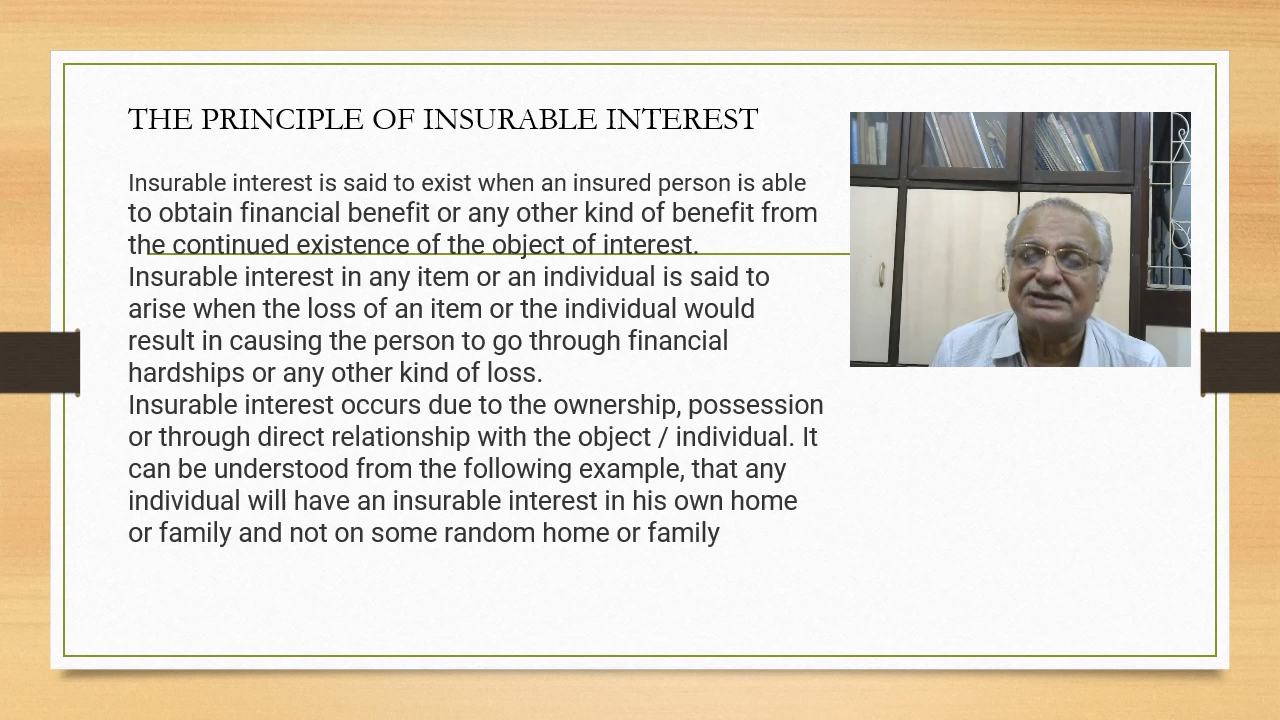 THE PRINCIPLE OF INSURABLE INTEREST
Insurable interest is said to exist when an insured person is able
to obtain financial benefit or any other kind of benefit from
the continued existence of the object of interest.
Insurable interest in any item or an individual is said to
arise when the loss of an item or the individual would
result in causing the person to go through financial
hardships or any other kind of loss.
Insurable interest occurs due to the ownership, possession
or through direct relationship with the object / individual. It
can be understood from the following example, that any
individual will have an insurable interest in his own home
or family and not on some random home or family